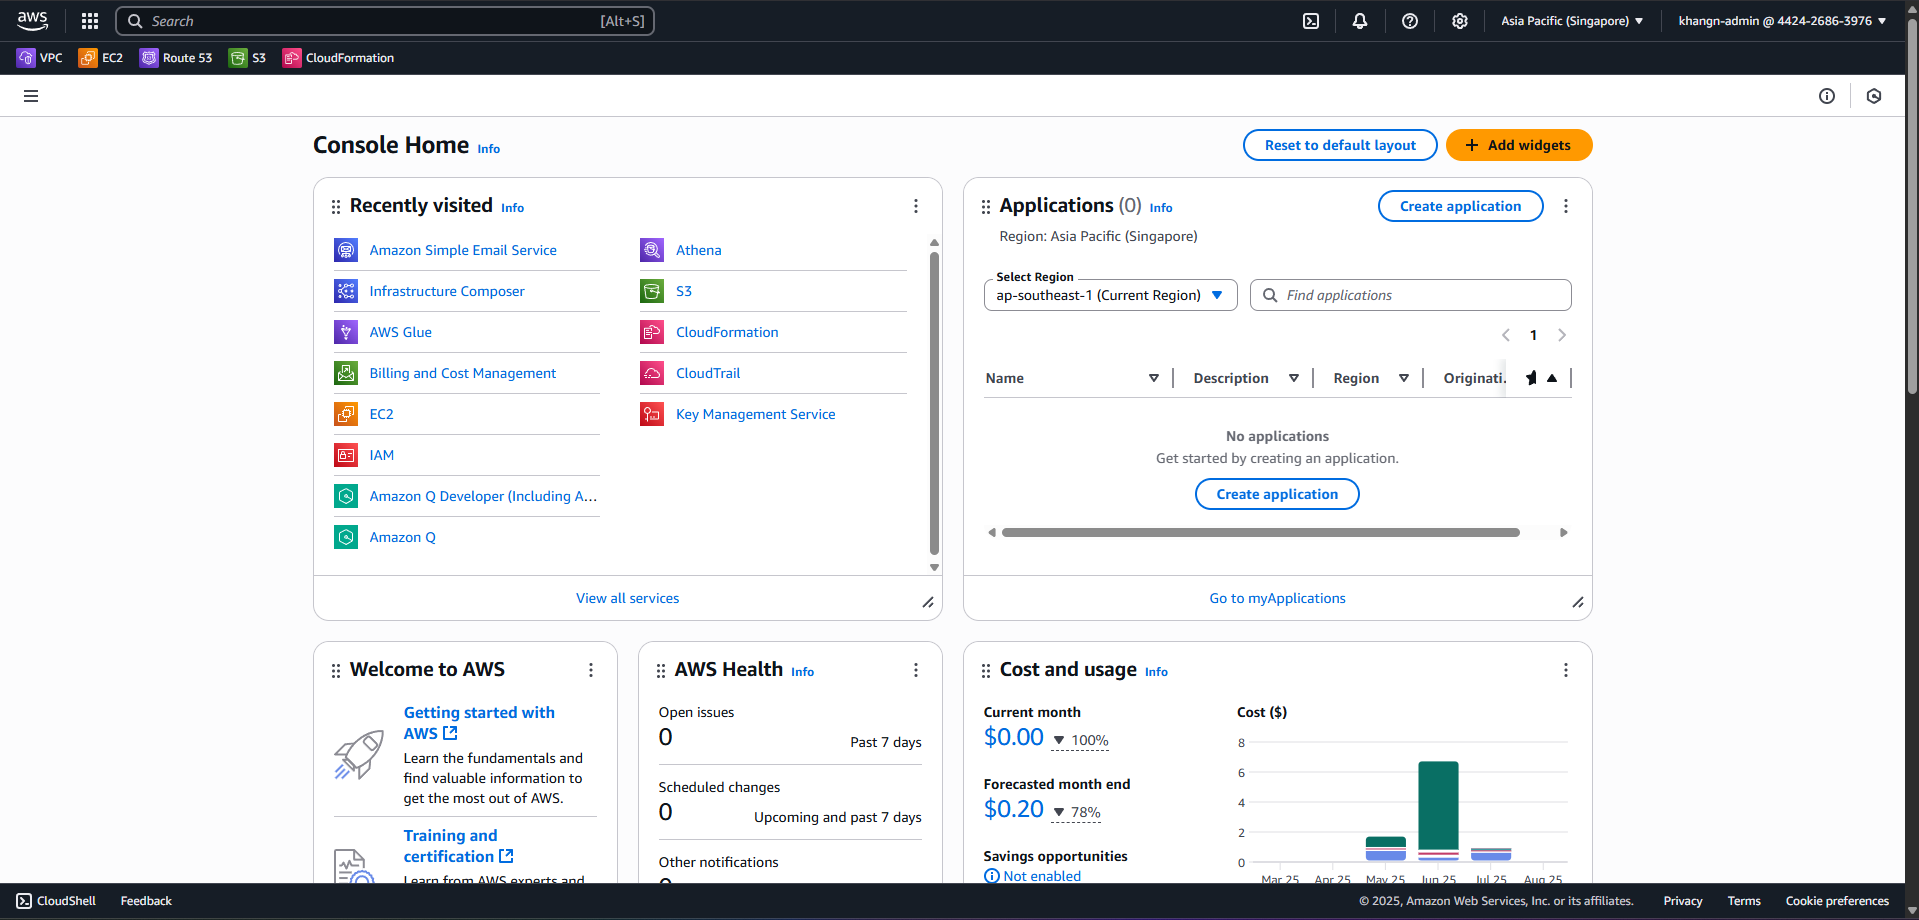 aws
Search [Alt+S]
Asia Pacific (Singapore)
khangn-admin @ 4424-2686-3976
VPC
EC2
Route 53
S3
CloudFormation
Console Home Info
Reset to default layout
Add widgets
Recently visited Info
Amazon Simple Email Service
Infrastructure Composer
AWS Glue
Billing and Cost Management
EC2
IAM
Amazon Q Developer (Including A...
Amazon Q
Athena
S3
CloudFormation
CloudTrail
Key Management Service
View all services
Applications (0) Info
Create application
Region: Asia Pacific (Singapore)
Select Region
ap-southeast-1 (Current Region)
Find applications
1
Name
Description
Region
Originati.
No applications
Get started by creating an application.
Create application
Go to myApplications
Welcome to AWS
Getting started with
AWS
Learn the fundamentals and
find valuable information to
get the most out of AWS.
Training and
certification
Learn from AWS experts and
AWS Health Info
Open issues
0
Past 7 days
Scheduled changes
0
Upcoming and past 7 days
Other notifications
Cost and usage Info
Current month
$0.00 100%
Forecasted month end
$0.20 78%
Savings opportunities
Not enabled
Cost ($)
8
6
4
2
0
Mar 25 Apr 25 May 25 Jun 25 Jul 25 Aug 25
CloudShell
Feedback
© 2025, Amazon Web Services, Inc. or its affiliates.
Privacy
Terms
Cookie preferences